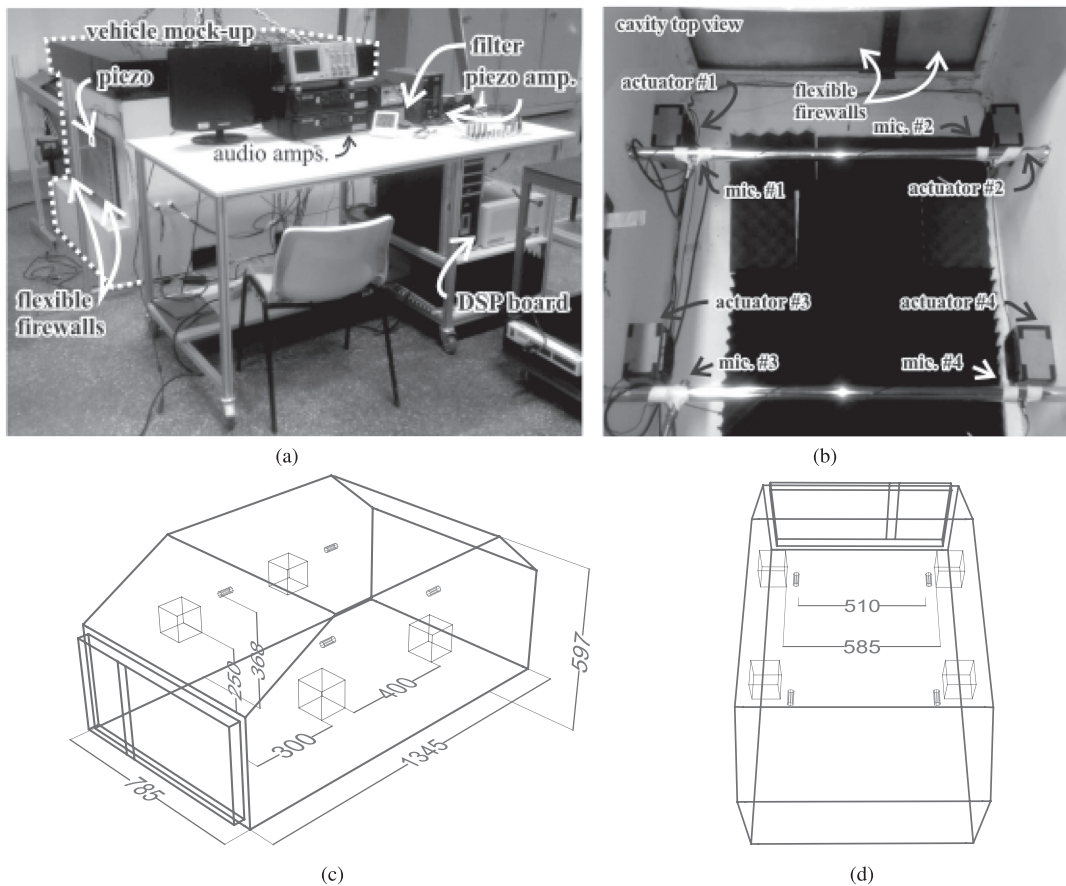 vehicle mock-up
piezo
filter
piezo amp.
audio amps.
flexible
firewalls
DSP board
(a)
cavity top view
actuator #1
flexible
firewalls
mic. #2
mic. #1
actuator #2
actuator #3
actuator #4
mic. #3
mic. #4
(b)
250
368
400
597
300
1345
785
(c)
510
585
(d)